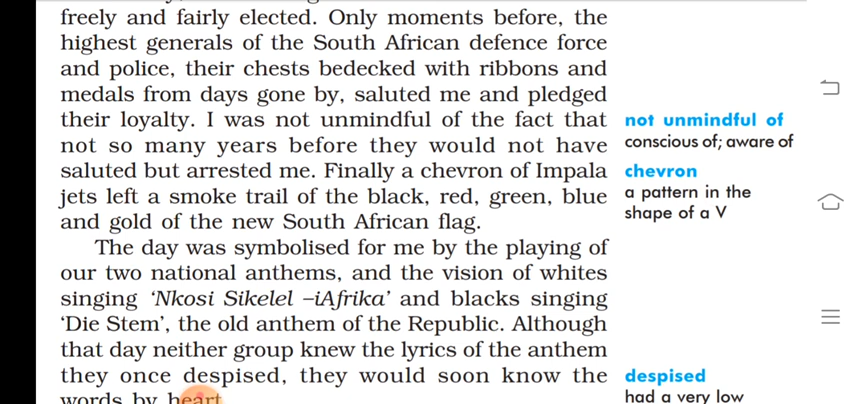 freely and fairly elected. Only moments before, the
highest generals of the South African defence force
and police, their chests bedecked with ribbons and
medals from days gone by, saluted me and pledged
their loyalty. I was not unmindful of the fact that
not so many years before they would not have
saluted but arrested me. Finally a chevron of Impala
jets left a smoke trail of the black, red, green, blue
and gold of the new South African flag.
The day was symbolised for me by the playing of
our two national anthems, and the vision of whites
singing ‘Nkosi Sikelel –iAfrika’ and blacks singing
‘Die Stem’, the old anthem of the Republic. Although
that day neither group knew the lyrics of the anthem
they once despised, they would soon know the
words by heart.
not unmindful of
conscious of; aware of
chevron
a pattern in the
shape of a V
despised
had a very low